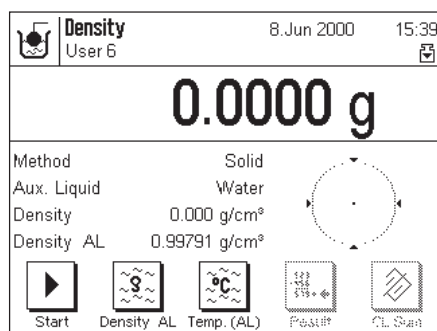 Density 8.Jun 2000 15:39
User 6
0.0000 g
Method Solid
Aux. Liquid Water
Density 0.000 g/cm³
Density AL 0.99791 g/cm³
°C
Start Density AL Temp.(AL) Result